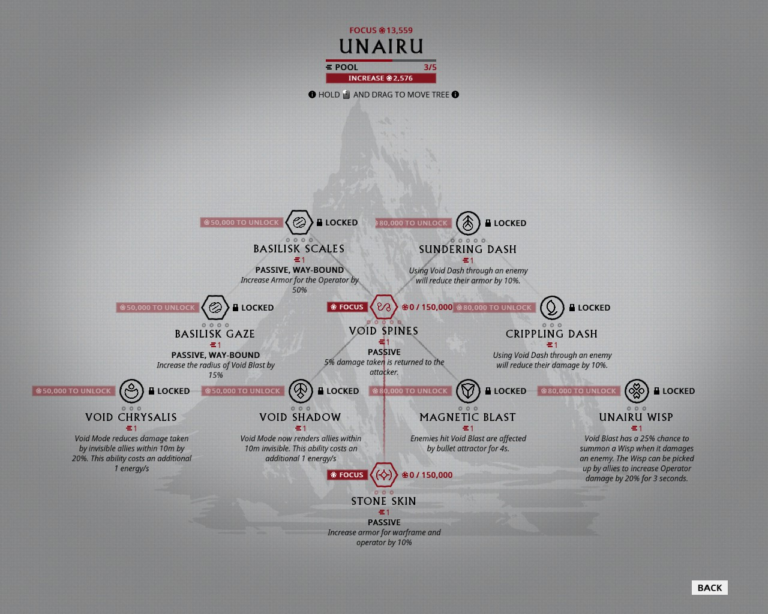 FOCUS 13,559
UNAIRU
POOL 3/5
INCREASE 2,576
HOLD AND DRAG TO MOVE TREE
50,000 TO UNLOCK LOCKED
BASILISK SCALES
1
PASSIVE, WAY-BOUND
Increase Armor for the Operator by
50%
80,000 TO UNLOCK LOCKED
SUNDERING DASH
1
Using Void Dash through an enemy
will reduce their armor by 10%.
50,000 TO UNLOCK LOCKED
BASILISK GAZE
1
PASSIVE, WAY-BOUND
Increase the radius of Void Blast by
15%
FOCUS 0 / 150,000
VOID SPINES
1
PASSIVE
5% damage taken is returned to the
attacker.
80,000 TO UNLOCK LOCKED
CRIPPLING DASH
1
Using Void Dash through an enemy
will reduce their damage by 10%.
50,000 TO UNLOCK LOCKED
VOID CHRYSALIS
1
Void Mode reduces damage taken
by invisible allies within 10m by
20%. This ability costs an additional
1 energy/s
50,000 TO UNLOCK LOCKED
VOID SHADOW
1
Void Mode now renders allies within
10m invisible. This ability costs an
additional 1 energy/s
80,000 TO UNLOCK LOCKED
MAGNETIC BLAST
1
Enemies hit Void Blast are affected
by bullet attractor for 4s.
80,000 TO UNLOCK LOCKED
UNAIRU WISP
1
Void Blast has a 25% chance to
summon a Wisp when it damages
an enemy. The Wisp can be picked
up by allies to increase Operator
damage by 20% for 3 seconds.
FOCUS 0 / 150,000
STONE SKIN
1
PASSIVE
Increase armor for warframe and
operator by 10%
BACK